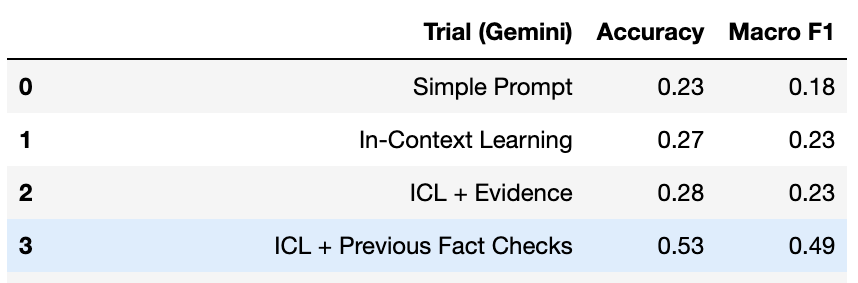 Trial (Gemini) Accuracy Macro F1
0 Simple Prompt 0.23 0.18
1 In-Context Learning 0.27 0.23
2 ICL + Evidence 0.28 0.23
3 ICL + Previous Fact Checks 0.53 0.49